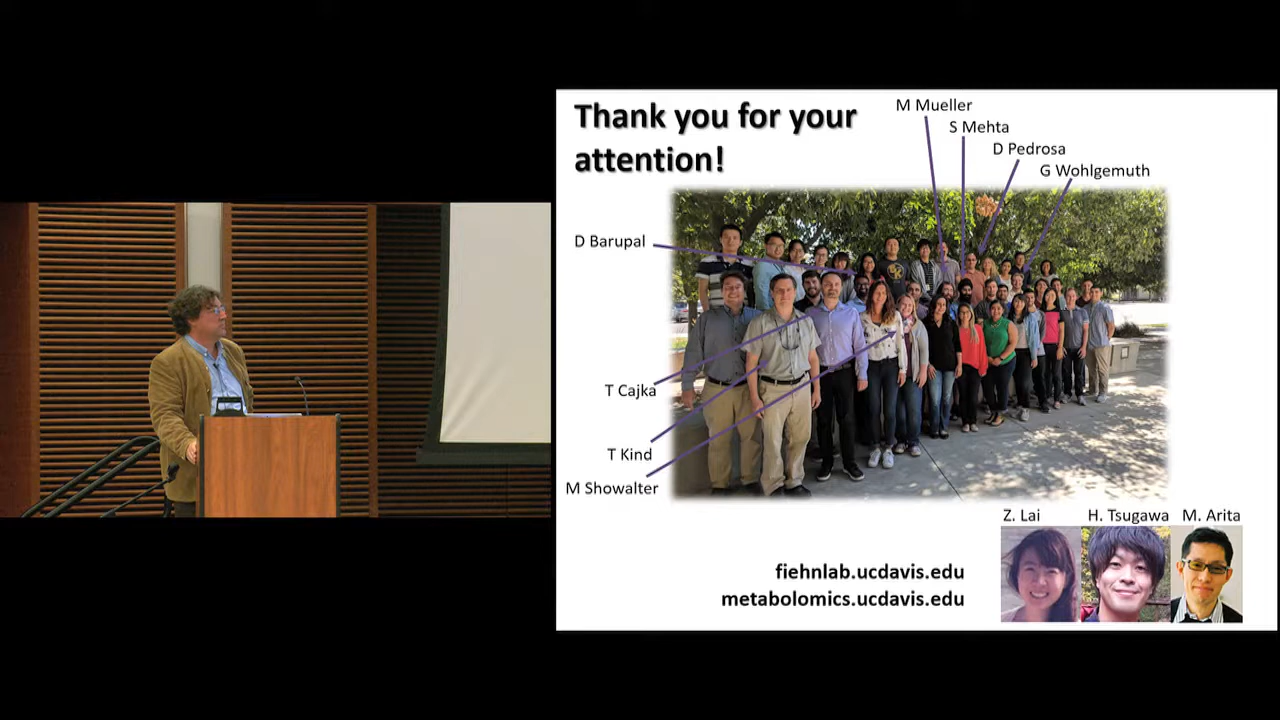 Thank you for your
attention!
M Mueller
S Mehta
D Pedrosa
G Wohlgemuth
D Barupal
T Cajka
T Kind
M Showalter
Z. Lai
H. Tsugawa
M. Arita
fiehnlab.ucdavis.edu
metabolomics.ucdavis.edu